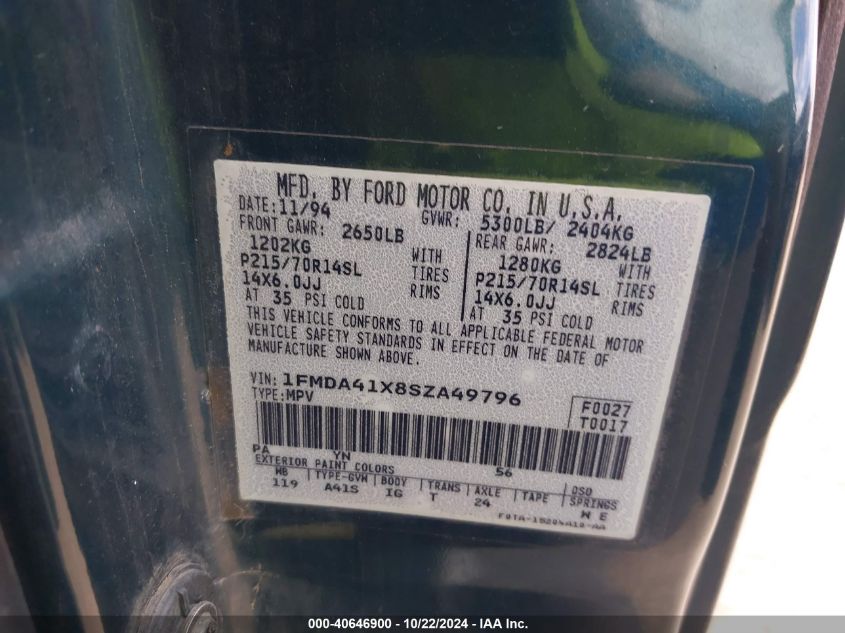 MFD. BY FORD MOTOR CO. IN U.S.A.
DATE: 11/94 GVWR: 5300LB/ 2404KG
FRONT GAWR: 2650LB REAR GAWR: 2824LB
1202KG WITH 1280KG WITH
P215/70R14SL TIRES P215/70R14SL TIRES
14X6.0JJ RIMS 14X6.0JJ RIMS
AT 35 PSI COLD AT 35 PSI COLD
THIS VEHICLE CONFORMS TO ALL APPLICABLE FEDERAL MOTOR
VEHICLE SAFETY STANDARDS IN EFFECT ON THE DATE OF
MANUFACTURE SHOWN ABOVE.
VIN: 1FMDA41X8SZA49796
TYPE: MPV
F0027
T0017
PA YN 56
EXTERIOR PAINT COLORS DSO
WB TYPE-GVW BODY TRANS AXLE TAPE SPRINGS
119 A41S IG T 24 W E
F0TA-15204A10-AA
000-40646900 - 10/22/2024 - IAA Inc.